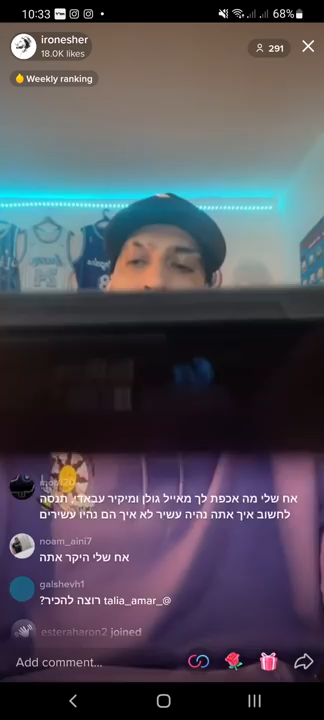 10:33
68%
ironesher
18.0K likes
291
Weekly ranking
אח שלי מה אכפת לך מאייל גולן ומיקיר עבאדי, תנסה
לחשוב איך אתה נהיה עשיר לא איך הם נהיו עשירים
noam_aini7
אח שלי היקר אתה
galshevh1
@_talia_amar רוצה להכיר?
esteraharon2 joined
Add comment...